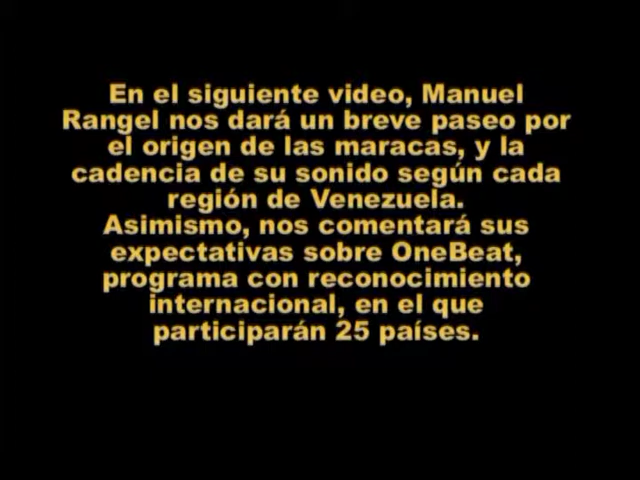 En el siguiente video, Manuel
Rangel nos dará un breve paseo por
el origen de las maracas, y la
cadencia de su sonido según cada
región de Venezuela.
Asimismo, nos comentará sus
expectativas sobre OneBeat,
programa con reconocimiento
internacional, en el que
participarán 25 países.